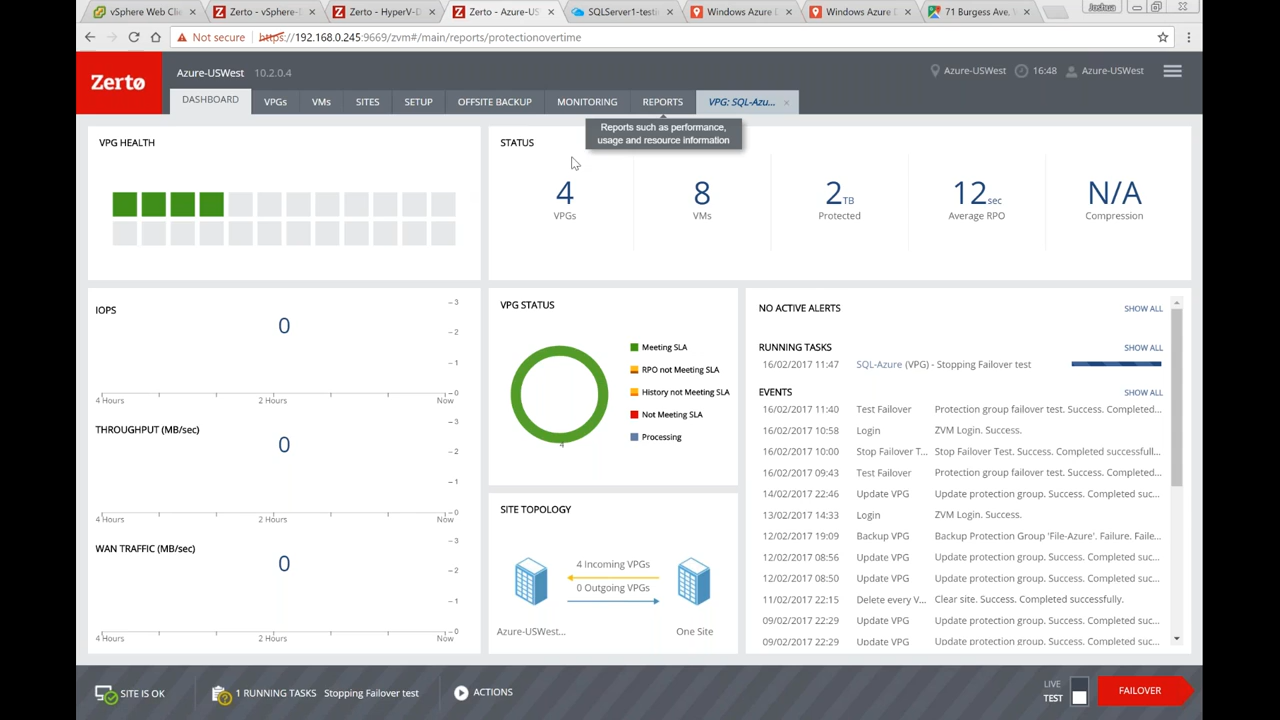 vSphere Web Clie
Zerto - vSphere-
Zerto - HyperV-D
Zerto - Azure-US
SQLServer1-testi
Windows Azure D
Windows Azure D
71 Burgess Ave, V
Joshua
Not secure
https://192.168.0.245:9669/zvm#/main/reports/protectionovertime
Zerto
Azure-USWest 10.2.0.4
Azure-USWest 16:48 Azure-USWest
DASHBOARD VPGs VMs SITES SETUP OFFSITE BACKUP MONITORING REPORTS VPG: SQL-Azu... ×
Reports such as performance,
usage and resource information
VPG HEALTH
STATUS
4
VPGs
8
VMs
2TB
Protected
12sec
Average RPO
N/A
Compression
IOPS
0
3
2
1
0
4 Hours 2 Hours Now
THROUGHPUT (MB/sec)
0
3
2
1
0
4 Hours 2 Hours Now
WAN TRAFFIC (MB/sec)
0
3
2
1
0
4 Hours 2 Hours Now
VPG STATUS
4
Meeting SLA
RPO not Meeting SLA
History not Meeting SLA
Not Meeting SLA
Processing
SITE TOPOLOGY
4 Incoming VPGs
0 Outgoing VPGs
Azure-USWest...
One Site
NO ACTIVE ALERTS SHOW ALL
RUNNING TASKS SHOW ALL
16/02/2017 11:47 SQL-Azure (VPG) - Stopping Failover test
EVENTS SHOW ALL
16/02/2017 11:40 Test Failover Protection group failover test. Success. Completed...
16/02/2017 10:58 Login ZVM Login. Success.
16/02/2017 10:00 Stop Failover T... Stop Failover Test. Success. Completed successfull...
16/02/2017 09:43 Test Failover Protection group failover test. Success. Completed...
14/02/2017 22:46 Update VPG Update protection group. Success. Completed suc...
13/02/2017 14:33 Login ZVM Login. Success.
12/02/2017 19:09 Backup VPG Backup Protection Group 'File-Azure'. Failure. Faile...
12/02/2017 08:56 Update VPG Update protection group. Success. Completed suc...
12/02/2017 08:50 Update VPG Update protection group. Success. Completed suc...
11/02/2017 22:15 Delete every V... Clear site. Success. Completed successfully.
09/02/2017 22:29 Update VPG Update protection group. Success. Completed suc...
09/02/2017 22:29 Update VPG Update protection group. Success. Completed suc...
SITE IS OK
1 RUNNING TASKS Stopping Failover test
ACTIONS
LIVE
TEST
FAILOVER